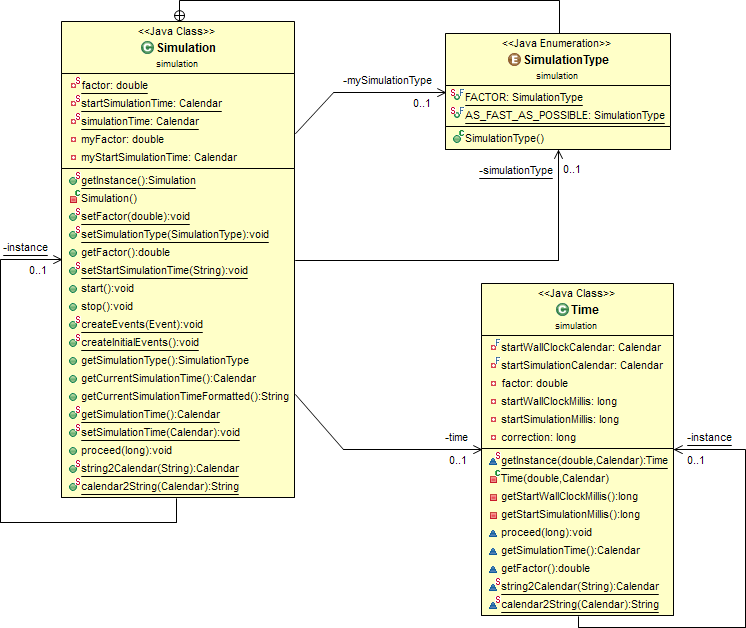 <<Java Class>>
Simulation
simulation
factor: double
startSimulationTime: Calendar
simulationTime: Calendar
myFactor: double
myStartSimulationTime: Calendar
getInstance():Simulation
Simulation()
setFactor(double):void
setSimulationType(SimulationType):void
getFactor():double
setStartSimulationTime(String):void
start():void
stop():void
createEvents(Event):void
createInitialEvents():void
getSimulationType():SimulationType
getCurrentSimulationTime():Calendar
getCurrentSimulationTimeFormatted():String
getSimulationTime():Calendar
setSimulationTime(Calendar):void
proceed(long):void
string2Calendar(String):Calendar
calendar2String(Calendar):String
-instance
0..1
-mySimulationType
0..1
<<Java Enumeration>>
SimulationType
simulation
FACTOR: SimulationType
AS_FAST_AS_POSSIBLE: SimulationType
SimulationType()
-simulationType
0..1
-time
0..1
<<Java Class>>
Time
simulation
startWallClockCalendar: Calendar
startSimulationCalendar: Calendar
factor: double
startWallClockMillis: long
startSimulationMillis: long
correction: long
getInstance(double,Calendar):Time
Time(double,Calendar)
getStartWallClockMillis():long
getStartSimulationMillis():long
proceed(long):void
getSimulationTime():Calendar
getFactor():double
string2Calendar(String):Calendar
calendar2String(Calendar):String
-instance
0..1